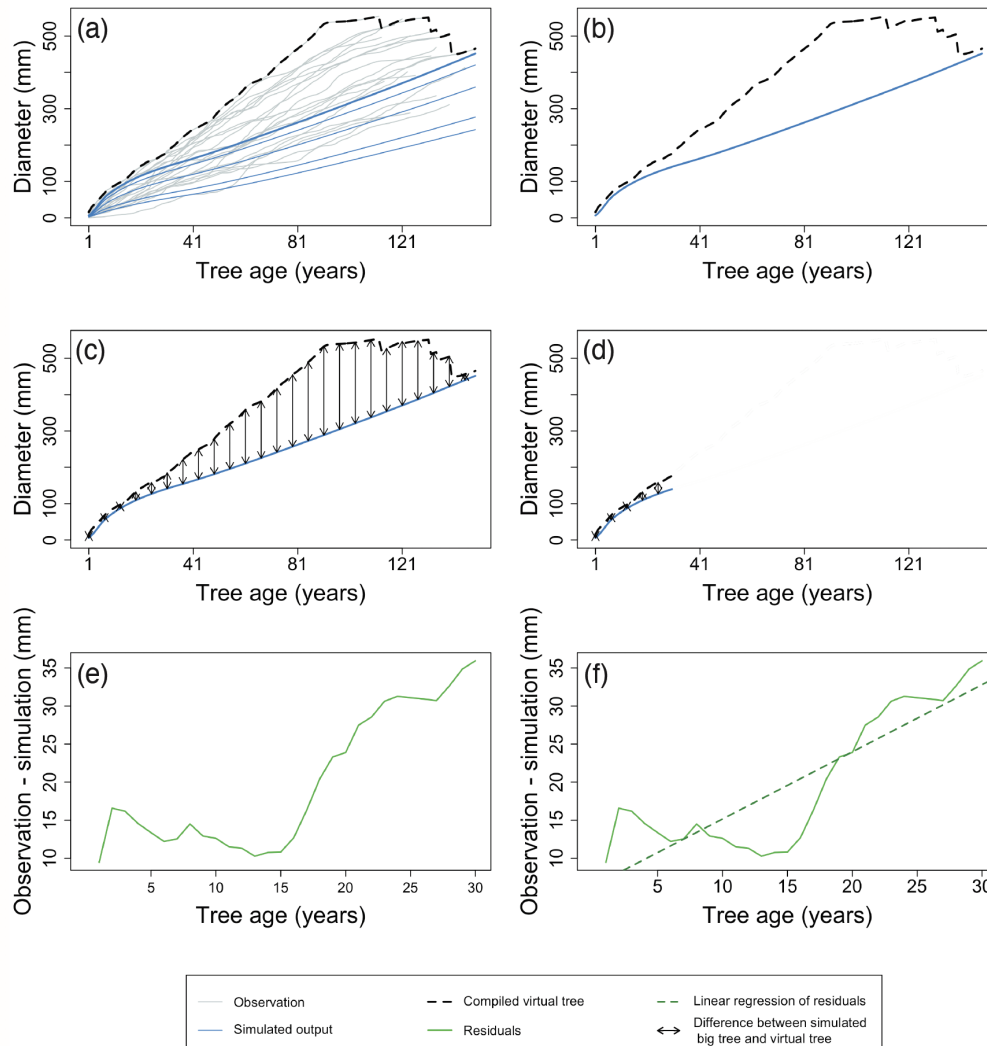 (a)
Diameter (mm)
500
300
100
0
1 41 81 121
Tree age (years)
(b)
Diameter (mm)
500
300
100
0
1 41 81 121
Tree age (years)
(c)
Diameter (mm)
500
300
100
0
1 41 81 121
Tree age (years)
(d)
Diameter (mm)
500
300
100
0
1 41 81 121
Tree age (years)
(e)
Observation - simulation (mm)
35
30
25
20
15
10
5 10 15 20 25 30
Tree age (years)
(f)
Observation - simulation (mm)
35
30
25
20
15
10
5 10 15 20 25 30
Tree age (years)
Observation
Simulated output
Compiled virtual tree
Residuals
Linear regression of residuals
Difference between simulated
big tree and virtual tree